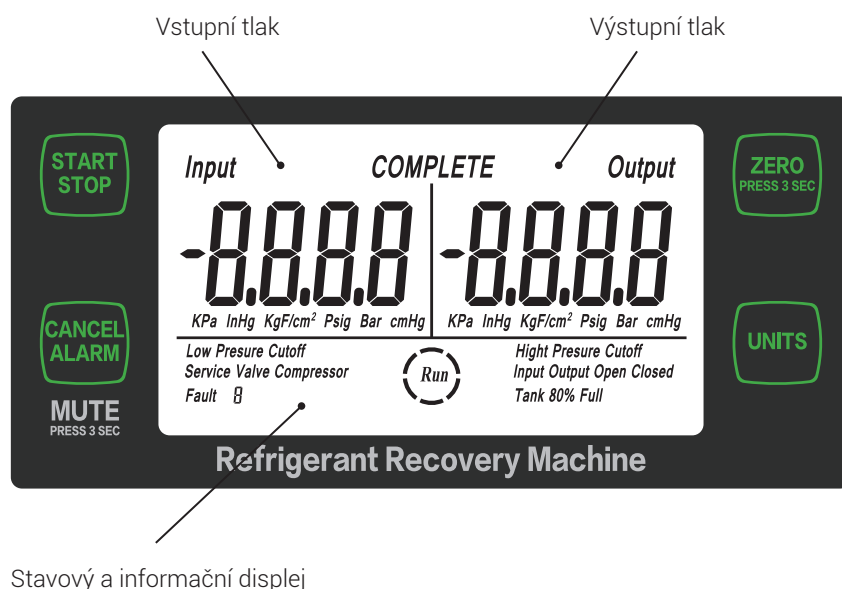 Vstupní tlak
Výstupní tlak
START
STOP
Input
COMPLETE
Output
ZERO
PRESS 3 SEC
-8.8.8.8
-8.8.8.8
KPa InHg KgF/cm² Psig Bar cmHg
KPa InHg KgF/cm² Psig Bar cmHg
CANCEL
ALARM
MUTE
PRESS 3 SEC
Low Presure Cutoff
Service Valve Compressor
Fault 8
Run
Hight Presure Cutoff
Input Output Open Closed
Tank 80% Full
UNITS
Refrigerant Recovery Machine
Stavový a informační displej